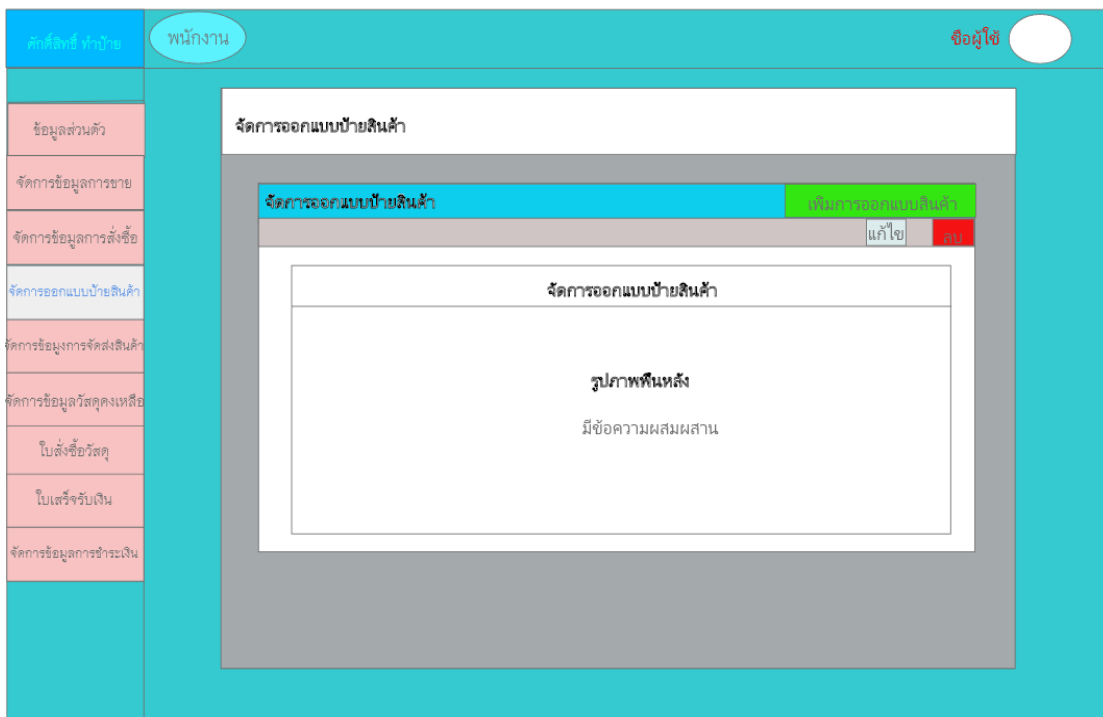 ศักดิ์สิทธิ์ ทำป้าย
พนักงาน
ชื่อผู้ใช้
ข้อมูลส่วนตัว
จัดการข้อมูลการขาย
จัดการข้อมูลการสั่งซื้อ
จัดการออกแบบป้ายสินค้า
จัดการข้อมุงการจัดส่งสินค้า
จัดการข้อมูลวัสดุคงเหลือ
ใบสั่งซื้อวัสดุ
ใบเสร็จรับเงิน
จัดการข้อมูลการชำระเงิน
จัดการออกแบบป้ายสินค้า
จัดการออกแบบป้ายสินค้า
เพิ่มการออกแบบสินค้า
แก้ไข
ลบ
จัดการออกแบบป้ายสินค้า
รูปภาพพื้นหลัง
มีข้อความผสมผสาน